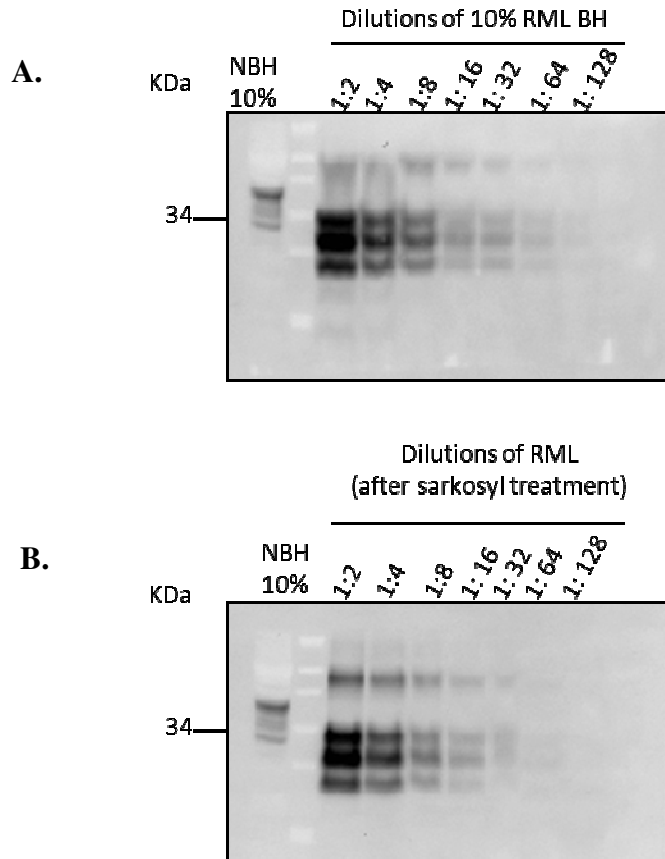 A.
Dilutions of 10% RML BH
KDa
NBH
10%
1:2 1:4 1:8 1: 16 1: 32 1: 64 1: 128
34
B.
Dilutions of RML
(after sarkosyl treatment)
KDa
NBH
10%
1:2 1:4 1:8 1: 16 1: 32 1: 64 1: 128
34